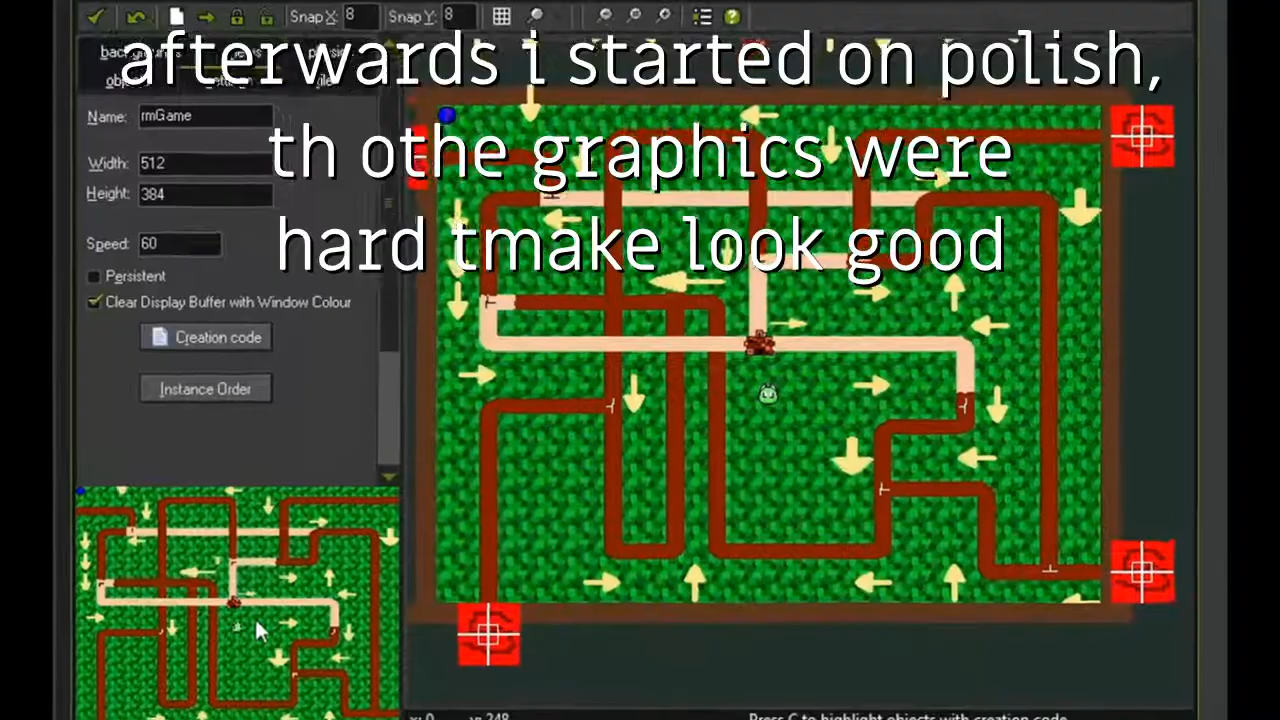 Snap X: 8 Snap Y: 8
afterwards i started on polish,
Name: rmGame
th othe graphics were
Width: 512
Height: 384
hard tmake look good
Speed: 60
Persistent
Clear Display Buffer with Window Colour
Creation code
Instance Order
x: 0 y: 248 Press C to highlight objects with creation code